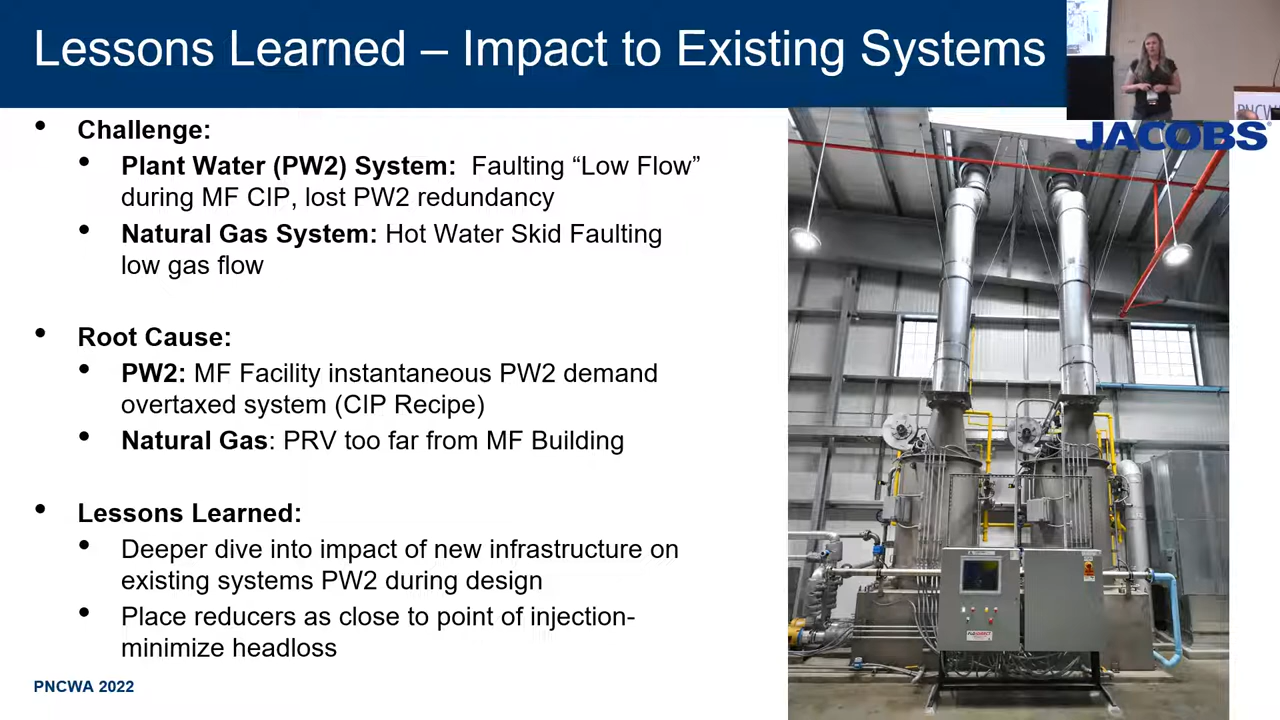 Lessons Learned – Impact to Existing Systems
PNCW
JACOBS
• Challenge:
• Plant Water (PW2) System: Faulting “Low Flow”
during MF CIP, lost PW2 redundancy
• Natural Gas System: Hot Water Skid Faulting
low gas flow
• Root Cause:
• PW2: MF Facility instantaneous PW2 demand
overtaxed system (CIP Recipe)
• Natural Gas: PRV too far from MF Building
• Lessons Learned:
• Deeper dive into impact of new infrastructure on
existing systems PW2 during design
• Place reducers as close to point of injection-
minimize headloss
PNCWA 2022